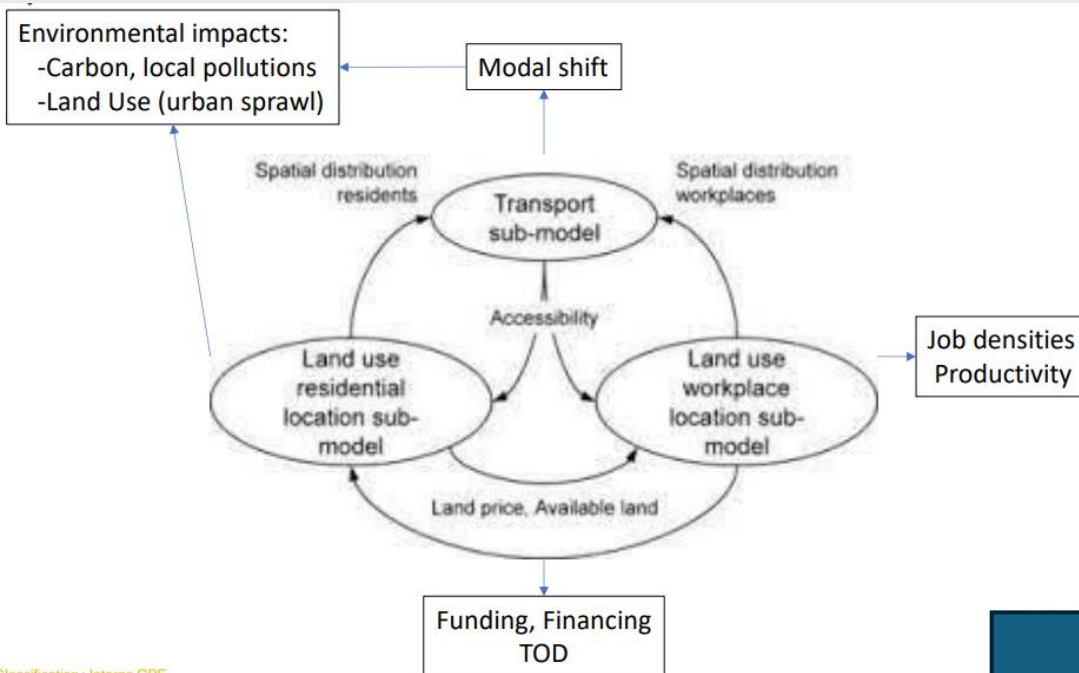 Environmental impacts:
-Carbon, local pollutions
-Land Use (urban sprawl)
Modal shift
Spatial distribution
residents
Spatial distribution
workplaces
Transport
sub-model
Accessibility
Land use
residential
location sub-
model
Land use
workplace
location sub-
model
Job densities
Productivity
Land price, Available land
Funding, Financing
TOD